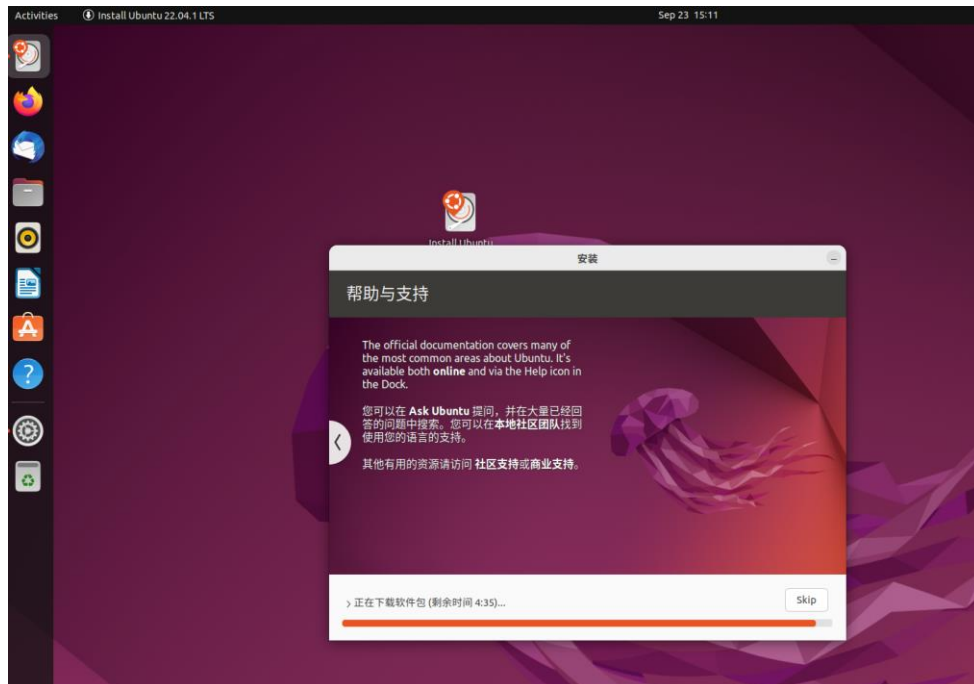 Activities Install Ubuntu 22.04.1 LTS Sep 23 15:11
Install Ubuntu
安装
帮助与支持
The official documentation covers many of
the most common areas about Ubuntu. It's
available both online and via the Help icon in
the Dock.
您可以在 Ask Ubuntu 提问，并在大量已经回
答的问题中搜索。您可以在本地社区团队找到
使用您的语言的支持。
其他有用的资源请访问 社区支持或商业支持。
正在下载软件包 (剩余时间 4:35)...
Skip